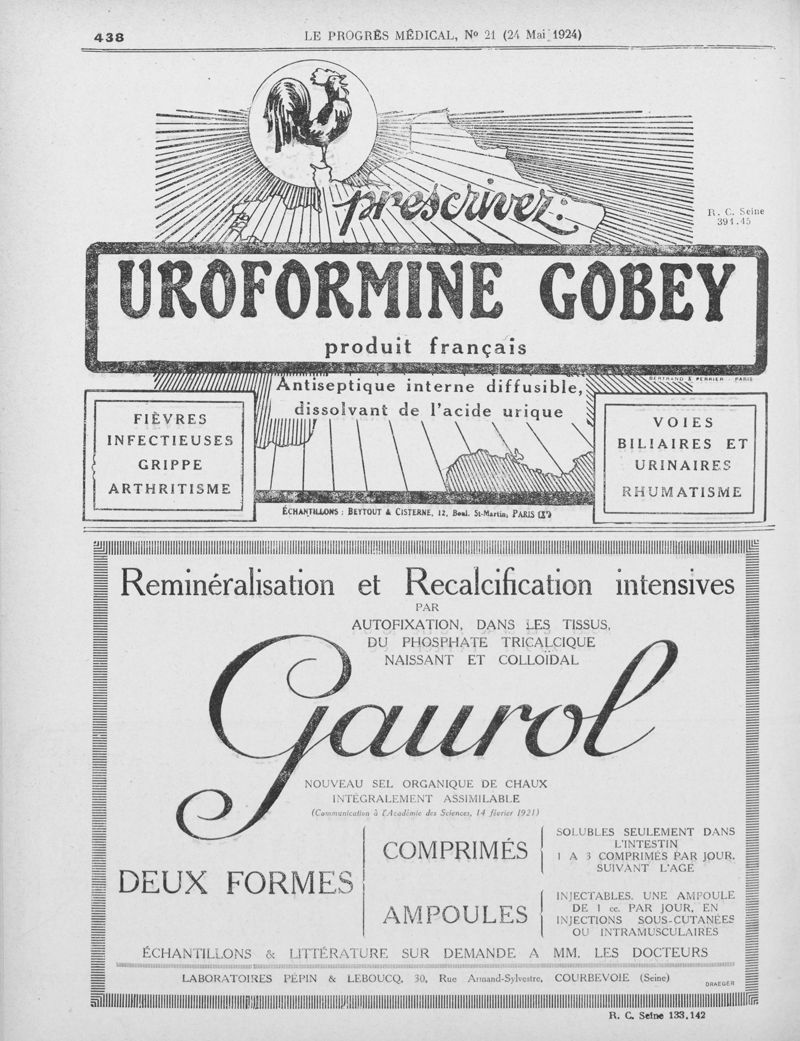 438
LE PROGRÈS MÉDICAL, Nº 21 (24 Mai 1924)
prescrivez:
R. C. Seine
391.45
UROFORMINE GOBEY
produit français
BERTRAND & PERRIER - PARIS
Antiseptique interne diffusible,
dissolvant de l'acide urique
FIÈVRES
INFECTIEUSES
GRIPPE
ARTHRITISME
VOIES
BILIAIRES ET
URINAIRES
RHUMATISME
ÉCHANTILLONS : BEYTOUT & CISTERNE, 12, Boul. St-Martin, PARIS
Reminéralisation et Recalcification intensives
PAR
AUTOFIXATION, DANS LES TISSUS,
DU PHOSPHATE TRICALCIQUE
NAISSANT ET COLLOÏDAL
Gaurol
NOUVEAU SEL ORGANIQUE DE CHAUX
INTÉGRALEMENT ASSIMILABLE
(Communication à l'Académie des Sciences, 14 février 1921)
DEUX FORMES
COMPRIMÉS
SOLUBLES SEULEMENT DANS
L'INTESTIN
1 A 3 COMPRIMÉS PAR JOUR,
SUIVANT L'AGE
AMPOULES
INJECTABLES, UNE AMPOULE
DE 1 cc. PAR JOUR, EN
INJECTIONS SOUS-CUTANÉES
OU INTRAMUSCULAIRES
ÉCHANTILLONS & LITTÉRATURE SUR DEMANDE A MM. LES DOCTEURS
LABORATOIRES PÉPIN & LEBOUCQ, 30, Rue Armand-Sylvestre, COURBEVOIE (Seine)
DRAEGER
R. C. Seine 133.142